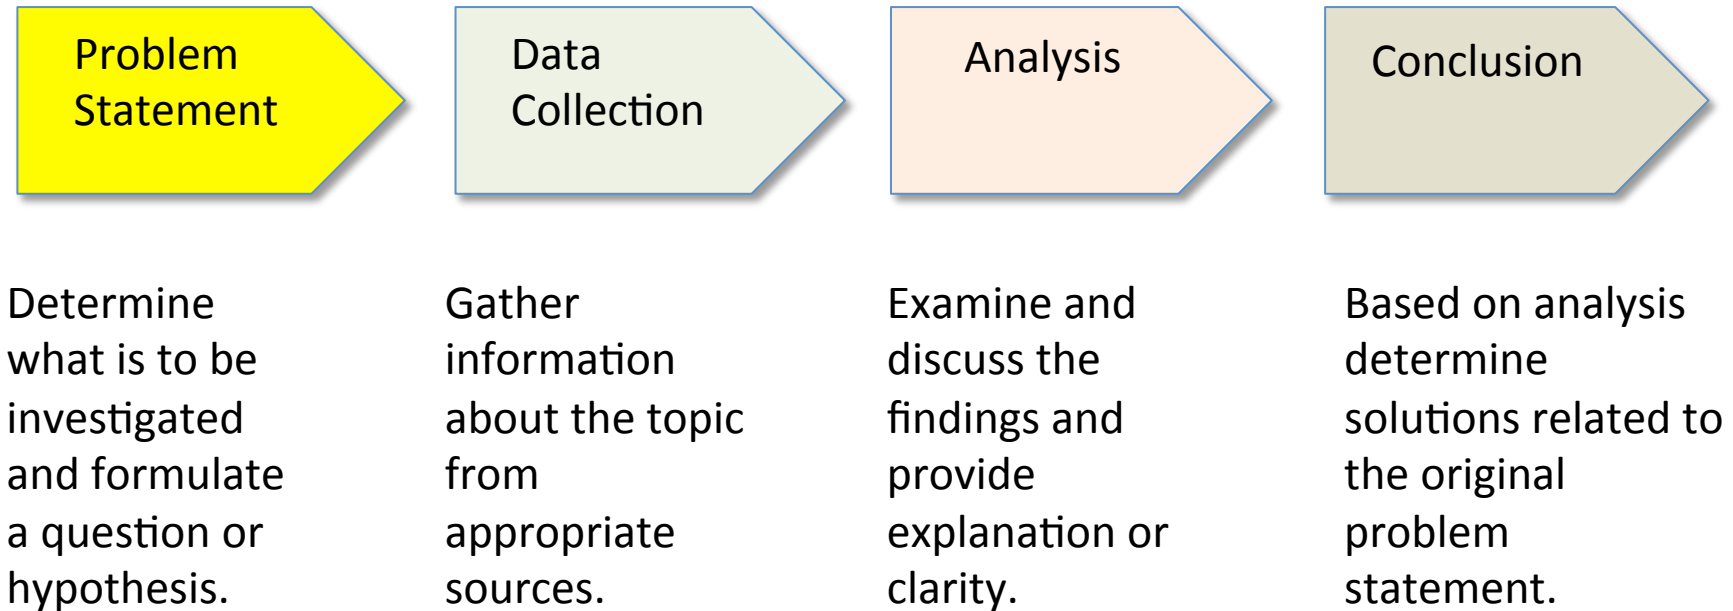 Problem
Statement
Determine
what is to be
investigated
and formulate
a question or
hypothesis.
Data
Collection
Gather
information
about the topic
from
appropriate
sources.
Analysis
Examine and
discuss the
findings and
provide
explanation or
clarity.
Conclusion
Based on analysis
determine
solutions related to
the original
problem
statement.